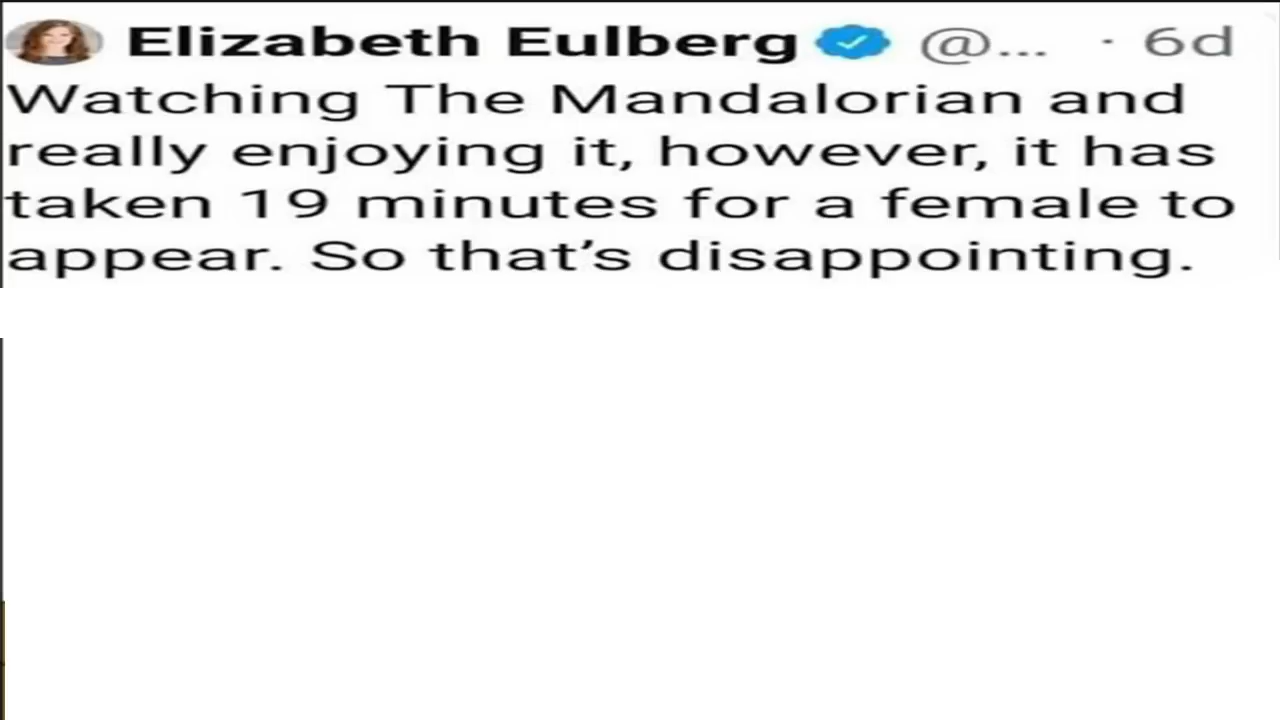 Elizabeth Eulberg @... · 6d
Watching The Mandalorian and
really enjoying it, however, it has
taken 19 minutes for a female to
appear. So that's disappointing.